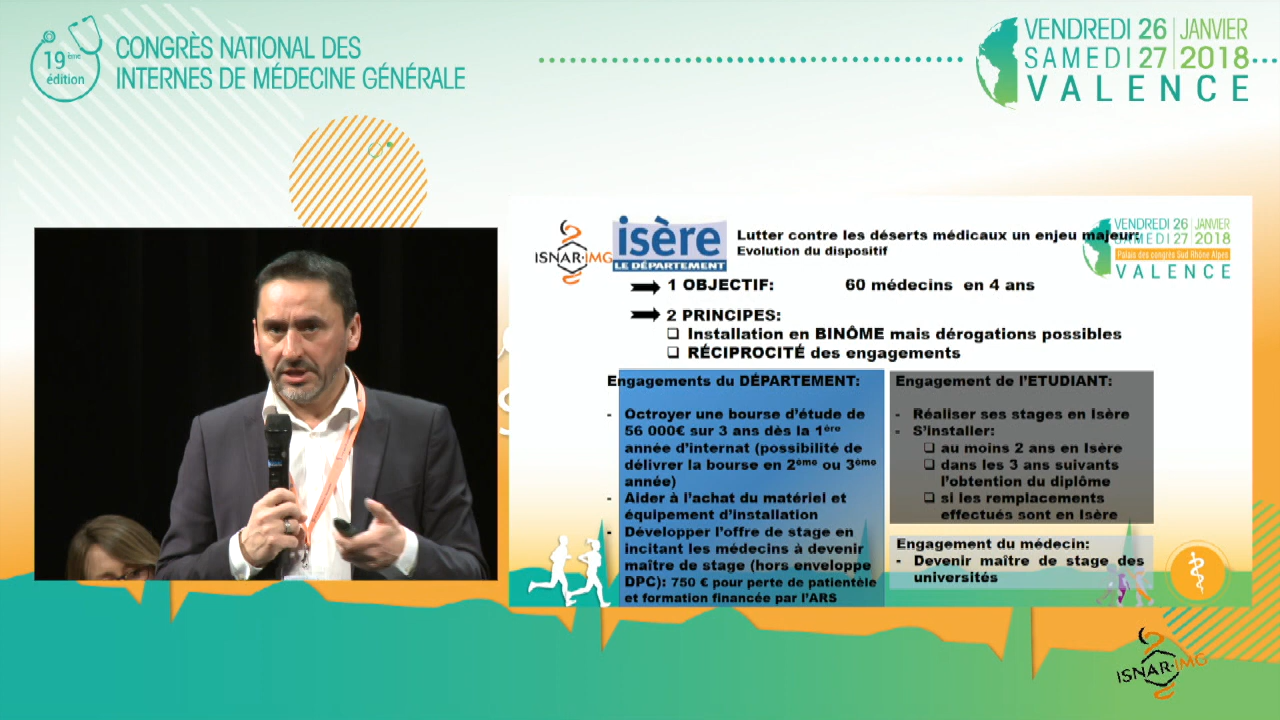 19ème
édition
CONGRÈS NATIONAL DES
INTERNES DE MÉDECINE GÉNÉRALE
VENDREDI 26 JANVIER
SAMEDI 27 2018
VALENCE
ISNAR-IMG
isère
LE DÉPARTEMENT
Lutter contre les déserts médicaux un enjeu majeur:
Evolution du dispositif
VENDREDI 26 JANVIER
SAMEDI 27 2018
Palais des congrès Sud Rhône Alpes
VALENCE
1 OBJECTIF: 60 médecins en 4 ans
2 PRINCIPES:
❑ Installation en BINÔME mais dérogations possibles
❑ RÉCIPROCITÉ des engagements
Engagements du DÉPARTEMENT:
- Octroyer une bourse d'étude de
56 000€ sur 3 ans dès la 1ère
année d'internat (possibilité de
délivrer la bourse en 2ème ou 3ème
année)
- Aider à l'achat du matériel et
équipement d'installation
- Développer l'offre de stage en
incitant les médecins à devenir
maître de stage (hors enveloppe
DPC): 750 € pour perte de patientèle
et formation financée par l'ARS
Engagement de l'ETUDIANT:
- Réaliser ses stages en Isère
- S'installer:
❑ au moins 2 ans en Isère
❑ dans les 3 ans suivants
l'obtention du diplôme
❑ si les remplacements
effectués sont en Isère
Engagement du médecin:
- Devenir maître de stage des
universités
ISNAR-IMG